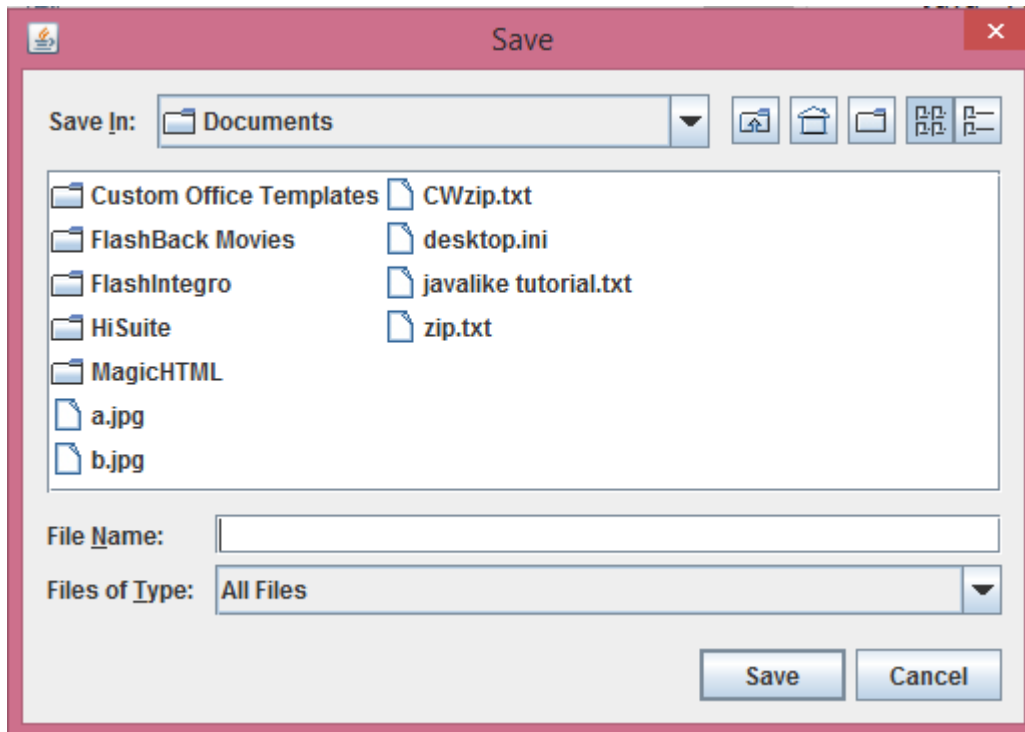 Save
Save In: Documents
Custom Office Templates
FlashBack Movies
FlashIntegro
HiSuite
MagicHTML
a.jpg
b.jpg
CWzip.txt
desktop.ini
javalike tutorial.txt
zip.txt
File Name:
Files of Type: All Files
Save Cancel